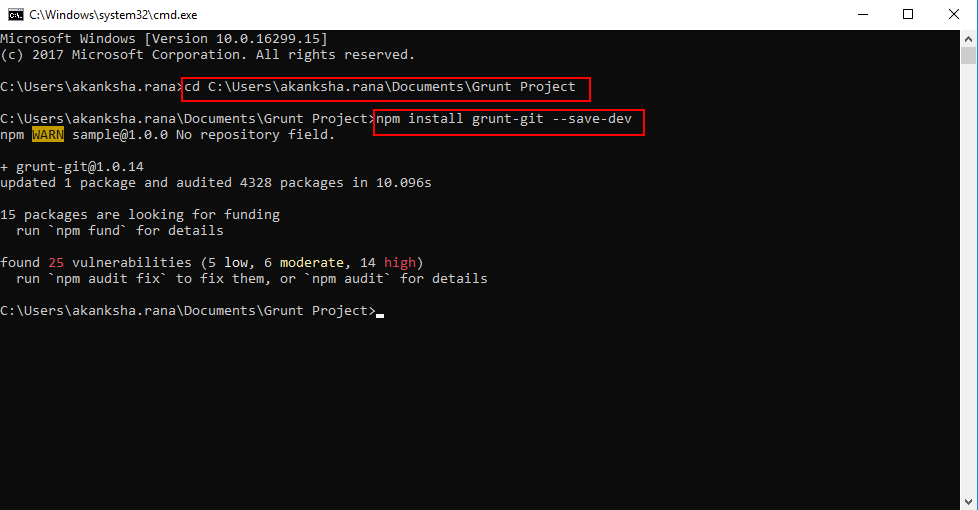 C:\Windows\system32\cmd.exe
Microsoft Windows [Version 10.0.16299.15]
(c) 2017 Microsoft Corporation. All rights reserved.
C:\Users\akanksha.rana>cd C:\Users\akanksha.rana\Documents\Grunt Project
C:\Users\akanksha.rana\Documents\Grunt Project>npm install grunt-git --save-dev
npm WARN sample@1.0.0 No repository field.
+ grunt-git@1.0.14
updated 1 package and audited 4328 packages in 10.096s
15 packages are looking for funding
  run `npm fund` for details
found 25 vulnerabilities (5 low, 6 moderate, 14 high)
  run `npm audit fix` to fix them, or `npm audit` for details
C:\Users\akanksha.rana\Documents\Grunt Project>